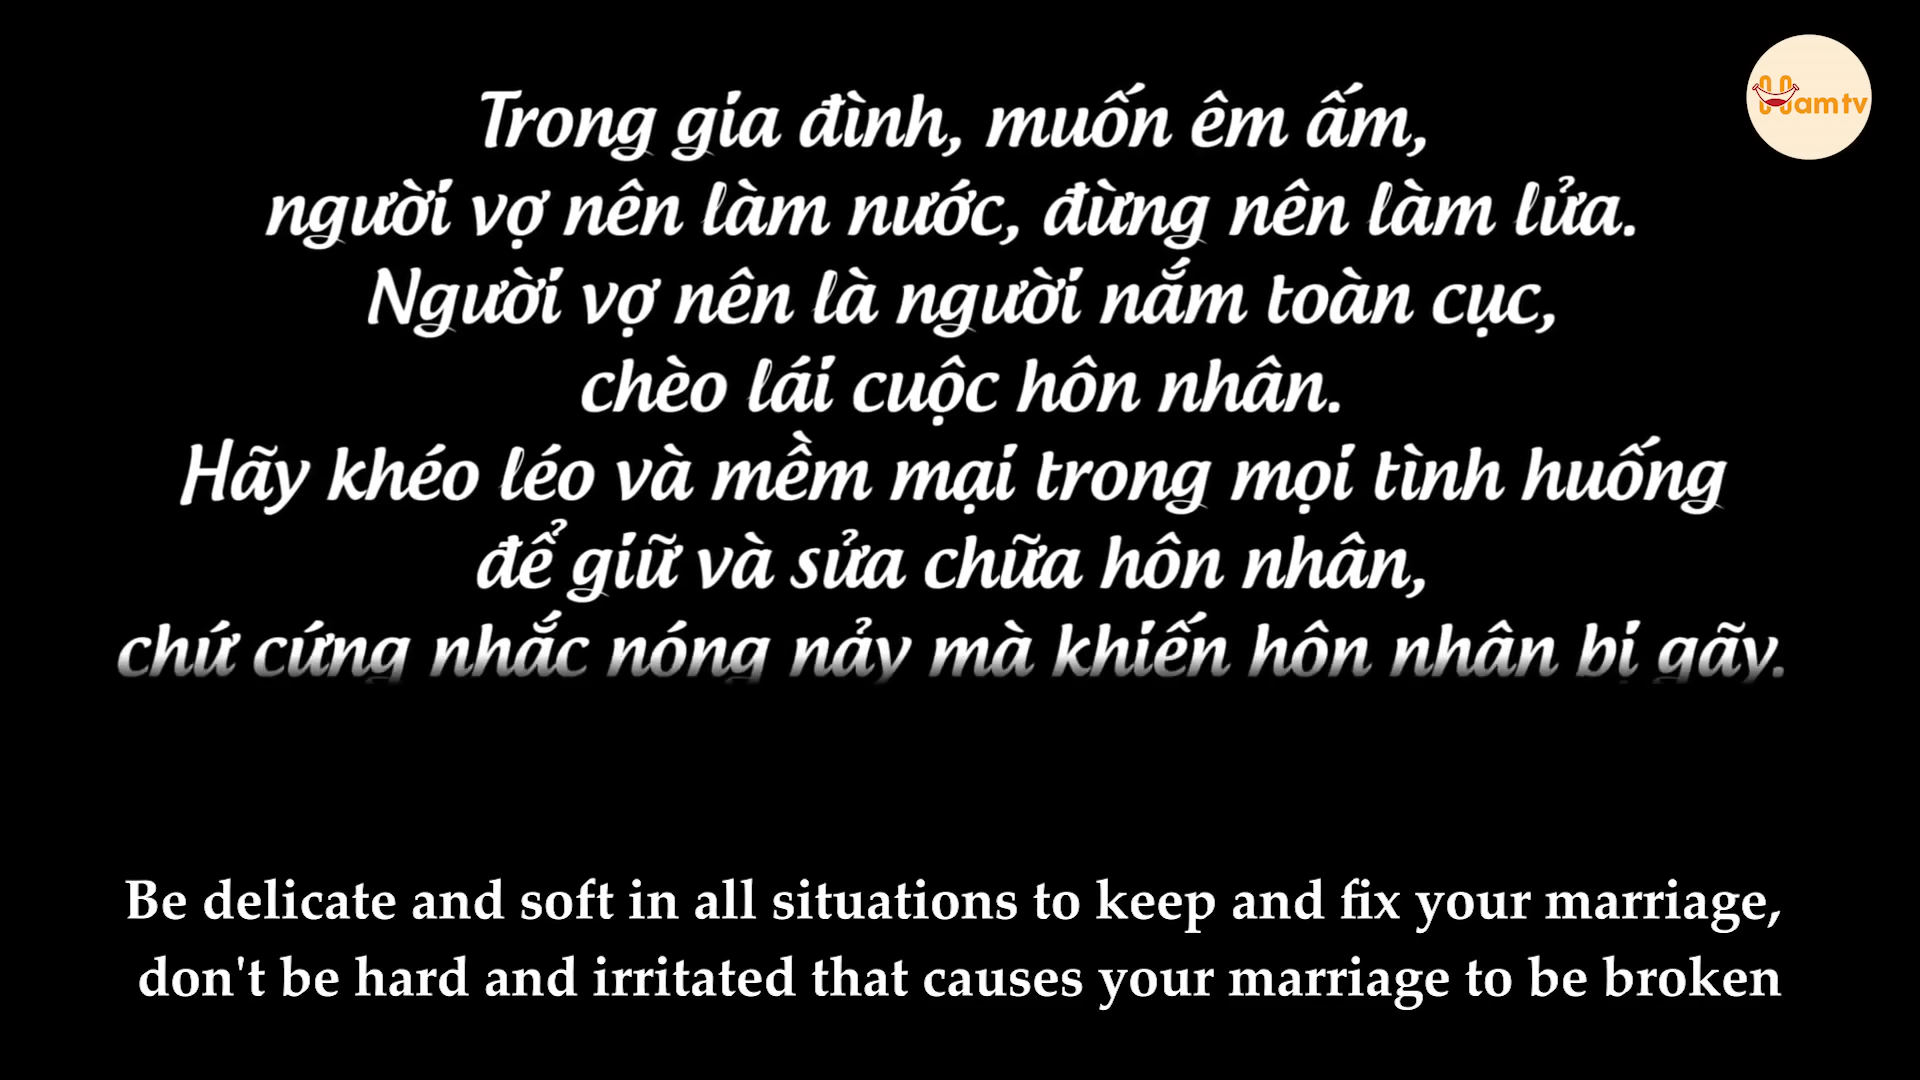 Hamtv
Trong gia đình, muốn êm ấm,
người vợ nên làm nước, đừng nên làm lửa.
Người vợ nên là người nắm toàn cục,
chèo lái cuộc hôn nhân.
Hãy khéo léo và mềm mại trong mọi tình huống
để giữ và sửa chữa hôn nhân,
chứ cứng nhắc nóng nảy mà khiến hôn nhân bị gãy.
Be delicate and soft in all situations to keep and fix your marriage,
don't be hard and irritated that causes your marriage to be broken